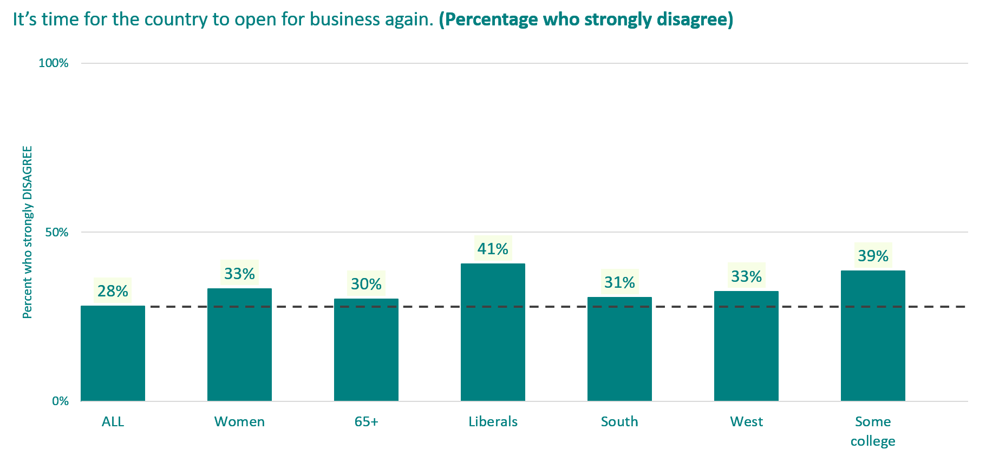 It's time for the country to open for business again. (Percentage who strongly disagree)
100%
50%
0%
Percent who strongly DISAGREE
28%
33%
30%
41%
31%
33%
39%
ALL
Women
65+
Liberals
South
West
Some
college